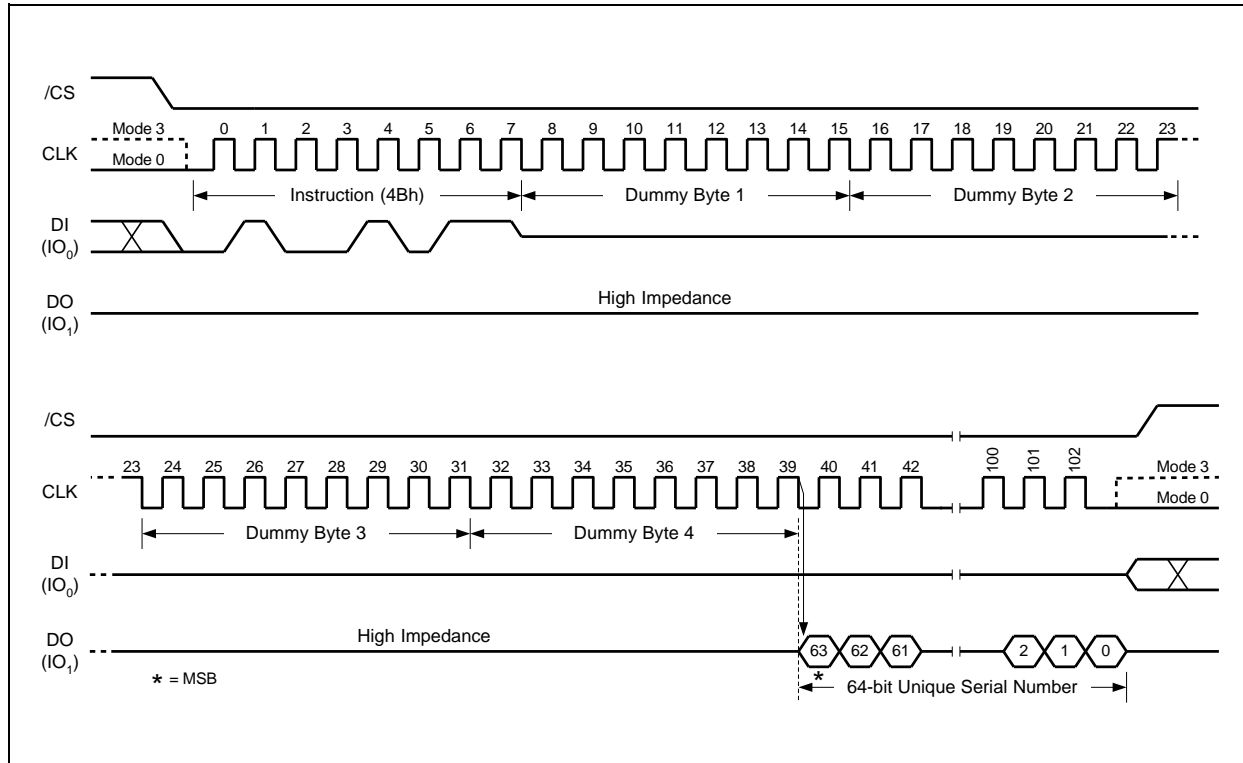 /CS
Mode 3
0 1 2 3 4 5 6 7 8 9 10 11 12 13 14 15 16 17 18 19 20 21 22 23
CLK
Mode 0
Instruction (4Bh) Dummy Byte 1 Dummy Byte 2
DI
(IO0)
High Impedance
DO
(IO1)
/CS
23 24 25 26 27 28 29 30 31 32 33 34 35 36 37 38 39 40 41 42 100 101 102
Mode 3
CLK
Mode 0
Dummy Byte 3 Dummy Byte 4
DI
(IO0)
High Impedance
DO
(IO1)
63 62 61 2 1 0
* = MSB
*
64-bit Unique Serial Number